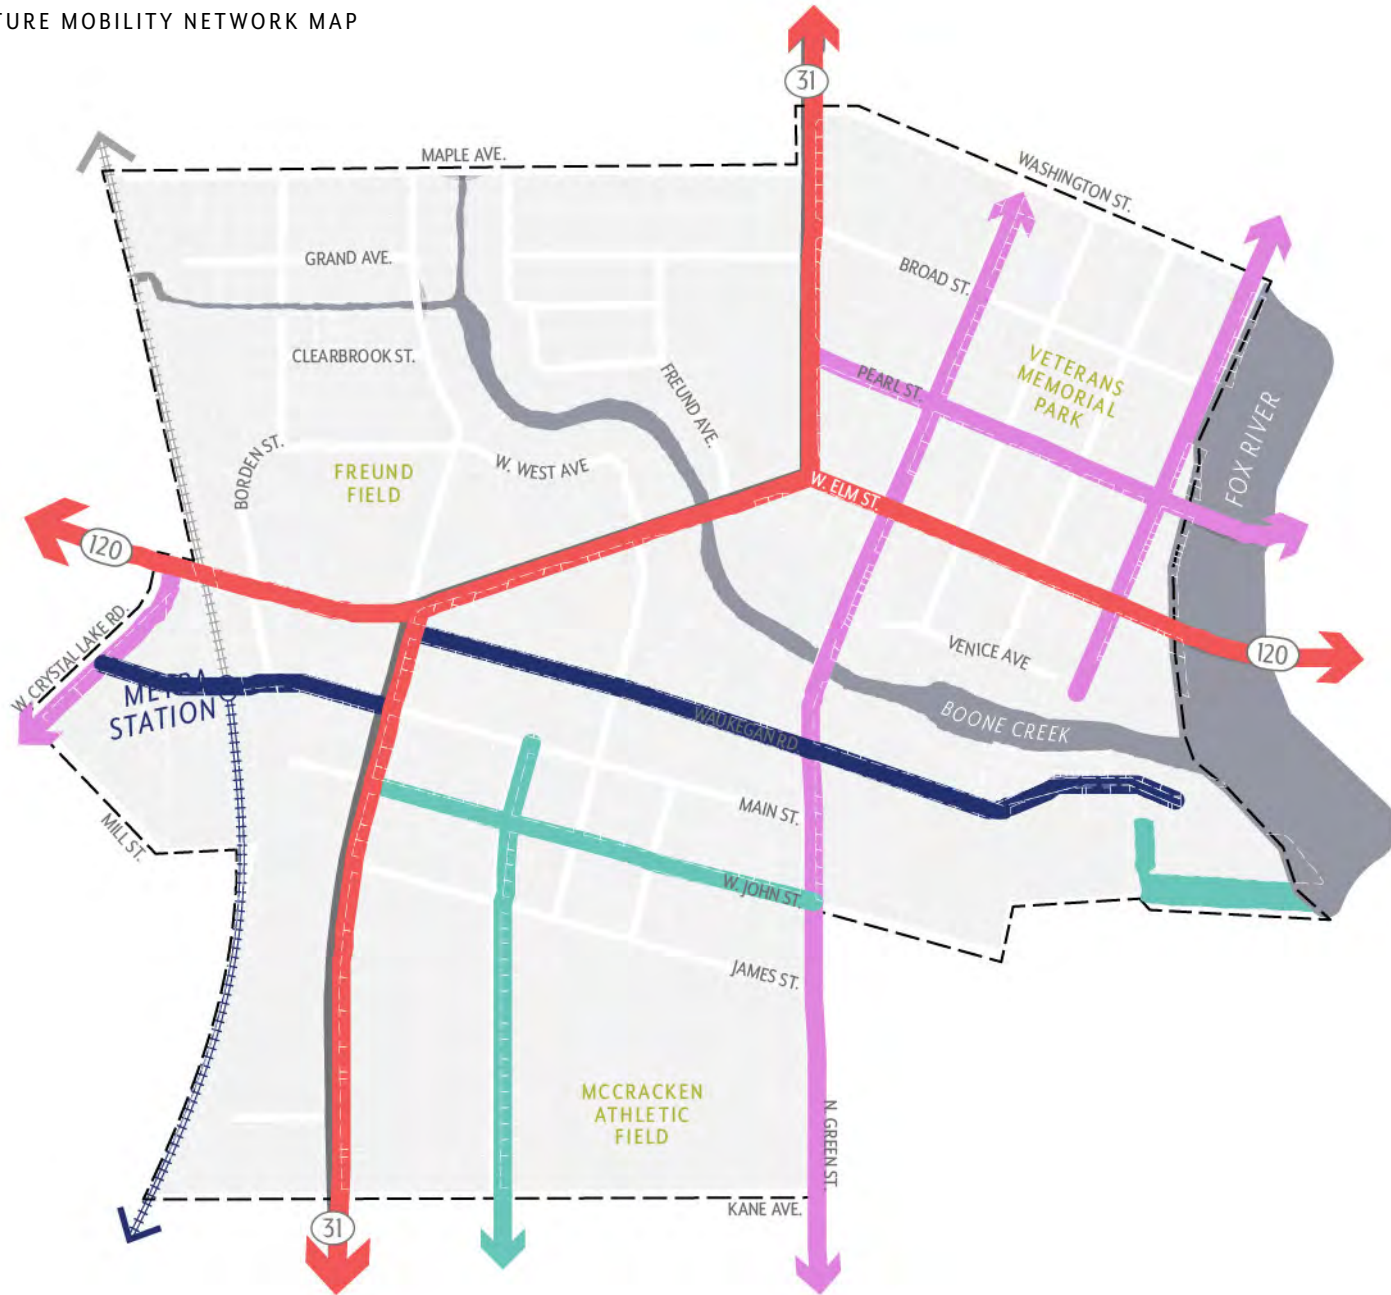 TURE MOBILITY NETWORK MAP
31
MAPLE AVE.
WASHINGTON ST.
GRAND AVE.
BROAD ST.
CLEARBROOK ST.
FREUND AVE.
PEARL ST.
VETERANS
MEMORIAL
PARK
FOX RIVER
BORDEN ST.
FREUND
FIELD
W. WEST AVE
W. ELM ST.
120
W. CRYSTAL LAKE RD.
VENICE AVE
120
METRA
STATION
WAUKEGAN RD.
BOONE CREEK
MILL ST.
MAIN ST.
W. JOHN ST.
JAMES ST.
MCCRACKEN
ATHLETIC
FIELD
N. GREEN ST.
KANE AVE.
31